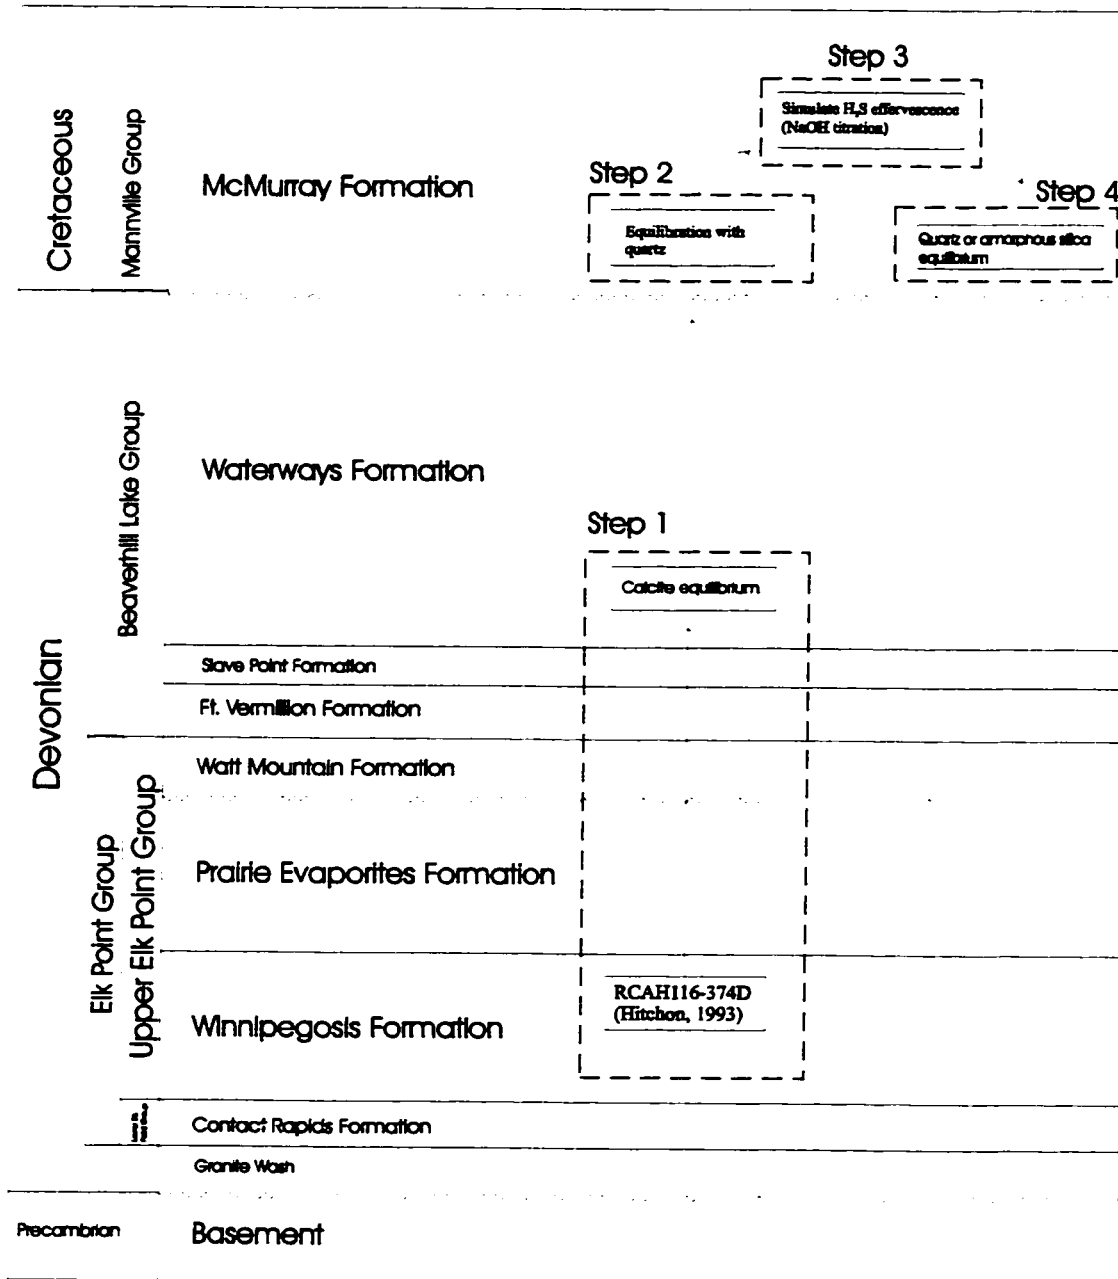 Step 3
Simulate H₂S effervescence
(NaOH titration)
Cretaceous
Mannville Group
McMurray Formation
Step 2
Equilibration with
quartz
Step 4
Quartz or amorphous silica
equilibrium
Devonian
Beaverhill Lake Group
Waterways Formation
Step 1
Calcite equilibrium
Slave Point Formation
Ft. Vermillion Formation
Elk Point Group
Upper Elk Point Group
Watt Mountain Formation
Prairie Evaporites Formation
Winnipegosis Formation
RCAH116-374D
(Hitchon, 1993)
Contact Rapids Formation
Granite Wash
Precambrian
Basement